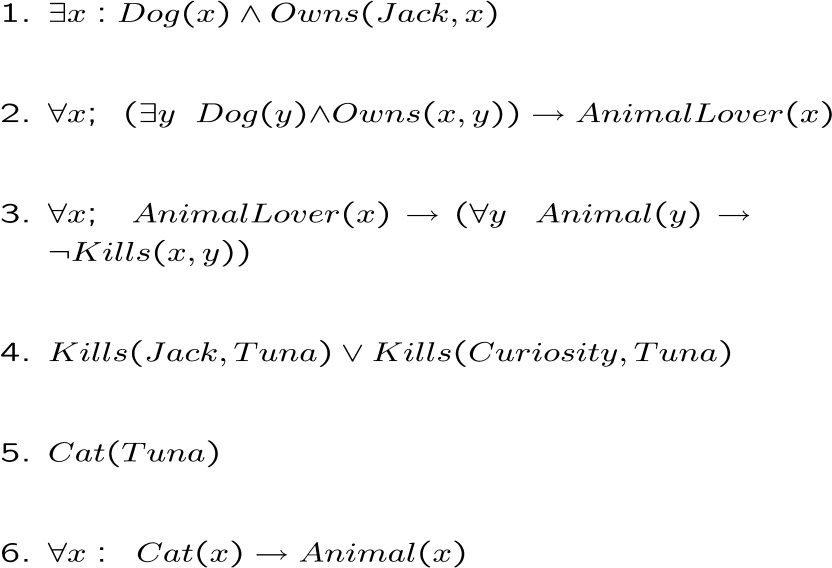 1. ∃x : Dog(x) ∧ Owns(Jack, x)
2. ∀x; (∃y Dog(y)∧Owns(x, y)) → AnimalLover(x)
3. ∀x; AnimalLover(x) → (∀y Animal(y) →
¬Kills(x, y))
4. Kills(Jack, Tuna) ∨ Kills(Curiosity, Tuna)
5. Cat(Tuna)
6. ∀x : Cat(x) → Animal(x)